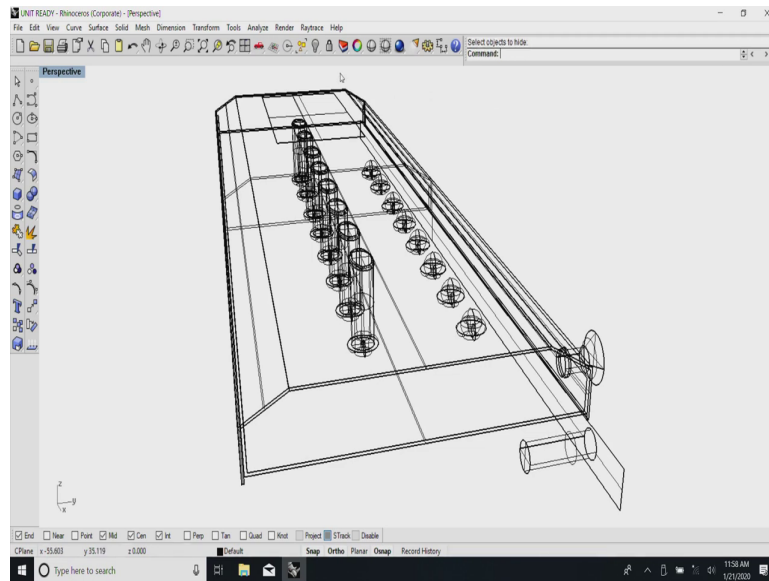 UNIT READY - Rhinoceros (Corporate) - [Perspective]
File Edit View Curve Surface Solid Mesh Dimension Transform Tools Analyze Render Raytrace Help
Select objects to hide.
Command:
Perspective
z
y
x
End Near Point Mid Cen Int Perp Tan Quad Knot Project STrack Disable
CPlane x -55.603 y 35.119 z 0.000 Default Snap Ortho Planar Osnap Record History
Type here to search
11:58 AM
1/21/2020